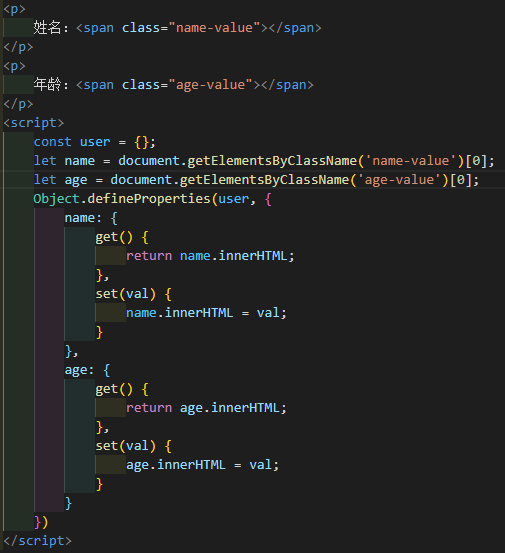 <p>
    姓名：<span class="name-value"></span>
</p>
<p>
    年龄：<span class="age-value"></span>
</p>
<script>
    const user = {};
    let name = document.getElementsByClassName('name-value')[0];
    let age = document.getElementsByClassName('age-value')[0];
    Object.defineProperties(user, {
        name: {
            get() {
                return name.innerHTML;
            },
            set(val) {
                name.innerHTML = val;
            }
        },
        age: {
            get() {
                return age.innerHTML;
            },
            set(val) {
                age.innerHTML = val;
            }
        }
    })
</script>